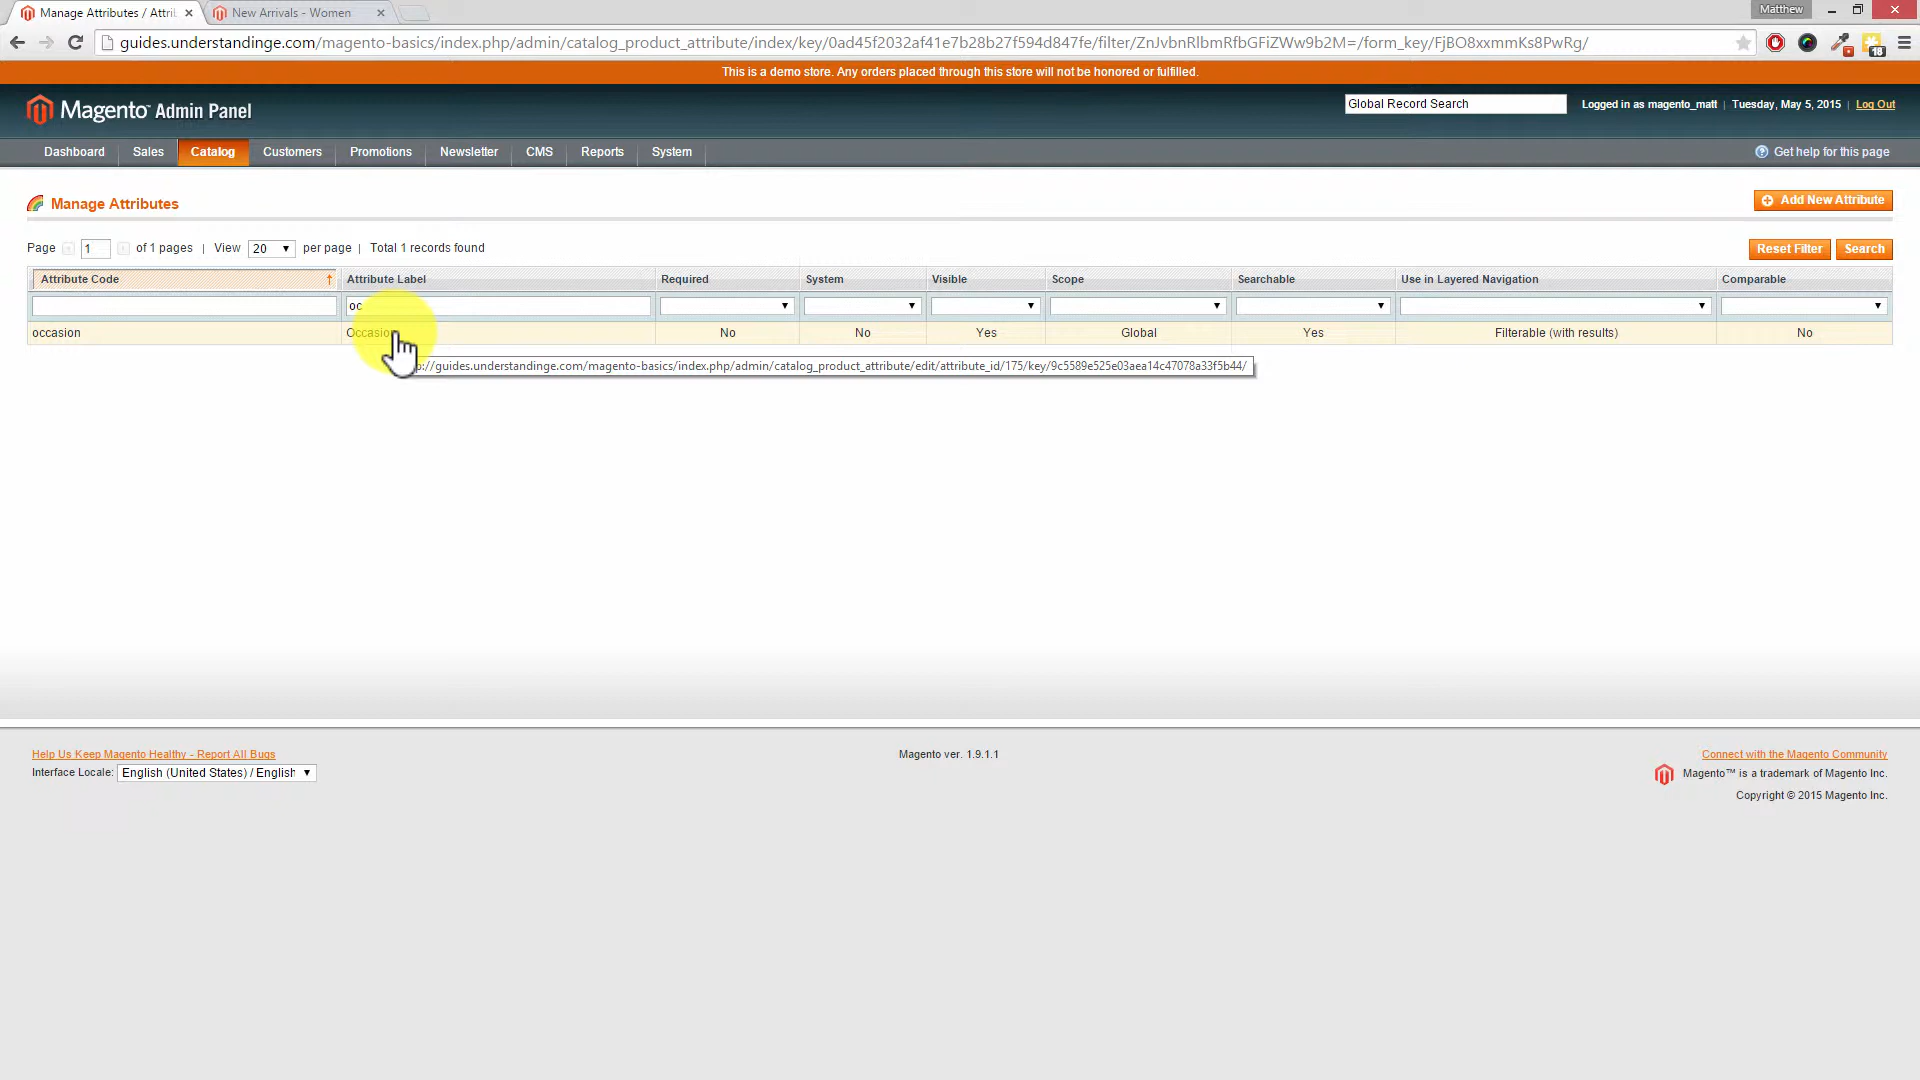 Manage Attributes / Attri
New Arrivals - Women
Matthew
guides.understandinge.com/magento-basics/index.php/admin/catalog_product_attribute/index/key/0ad45f2032af41e7b28b27f594d847fe/filter/ZnJvbnRlbmRfbGFiZWw9b2M=/form_key/FjBO8xxmmKs8PwRg/
18
This is a demo store. Any orders placed through this store will not be honored or fulfilled.
Magento™ Admin Panel
Global Record Search
Logged in as magento_matt | Tuesday, May 5, 2015 | Log Out
Dashboard Sales Catalog Customers Promotions Newsletter CMS Reports System
Get help for this page
Manage Attributes
Add New Attribute
Page 1 of 1 pages | View 20 per page | Total 1 records found
Reset Filter Search
Attribute Code Attribute Label Required System Visible Scope Searchable Use in Layered Navigation Comparable
oc
occasion Occasion No No Yes Global Yes Filterable (with results) No
p://guides.understandinge.com/magento-basics/index.php/admin/catalog_product_attribute/edit/attribute_id/175/key/9c5589e525e03aea14c47078a33f5b44/
Help Us Keep Magento Healthy - Report All Bugs
Interface Locale: English (United States) / English
Magento ver. 1.9.1.1
Connect with the Magento Community
Magento™ is a trademark of Magento Inc.
Copyright © 2015 Magento Inc.